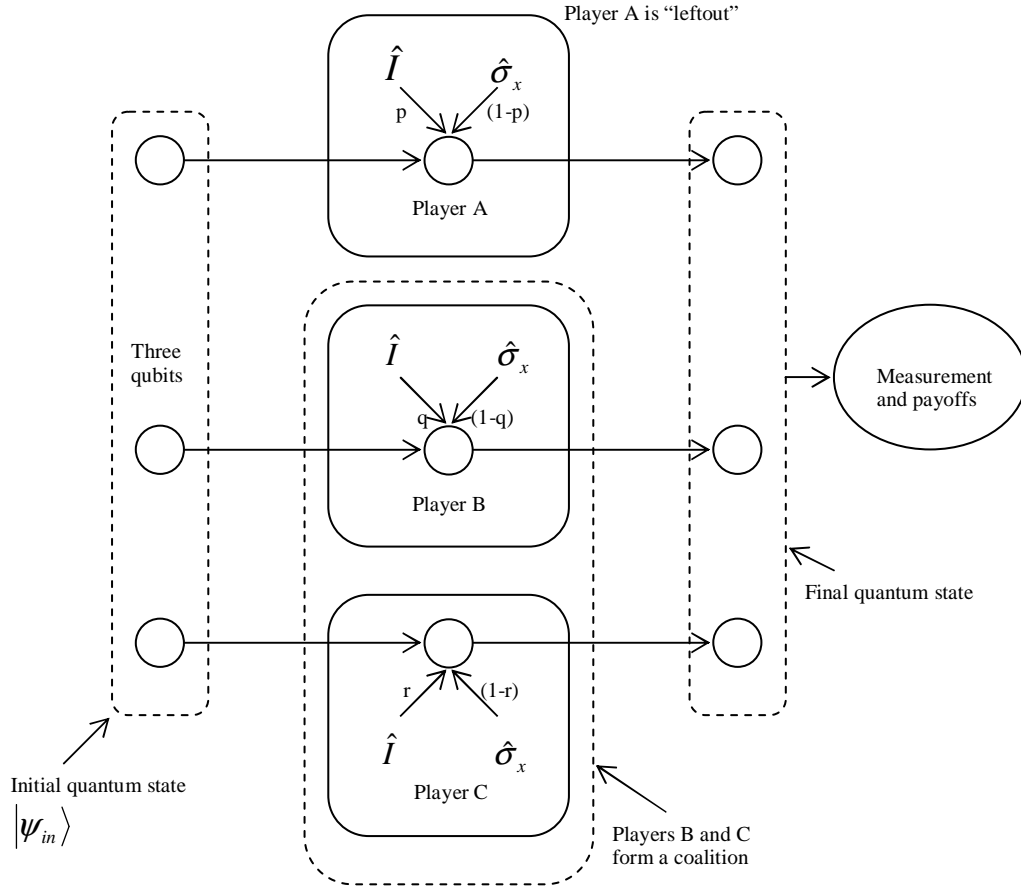 Player A is “leftout”
Î σ̂ₓ
p (1-p)
Player A
Three
qubits
Î σ̂ₓ
q (1-q)
Player B
Measurement
and payoffs
Final quantum state
r (1-r)
Î σ̂ₓ
Player C
Initial quantum state
|ψ_in⟩
Players B and C
form a coalition